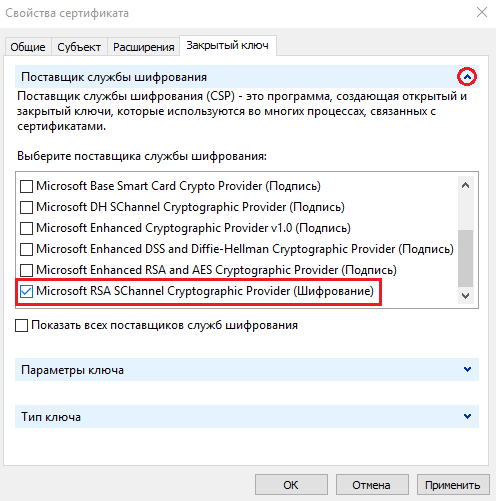 Свойства сертификата
Общие Субъект Расширения Закрытый ключ
Поставщик службы шифрования
Поставщик службы шифрования (CSP) - это программа, создающая открытый и
закрытый ключи, которые используются во многих процессах, связанных с
сертификатами.
Выберите поставщика службы шифрования:
Microsoft Base Smart Card Crypto Provider (Подпись)
Microsoft DH SChannel Cryptographic Provider (Подпись)
Microsoft Enhanced Cryptographic Provider v1.0 (Подпись)
Microsoft Enhanced DSS and Diffie-Hellman Cryptographic Provider (Подпись)
Microsoft Enhanced RSA and AES Cryptographic Provider (Подпись)
Microsoft RSA SChannel Cryptographic Provider (Шифрование)
Показать всех поставщиков служб шифрования
Параметры ключа
Тип ключа
ОК Отмена Применить